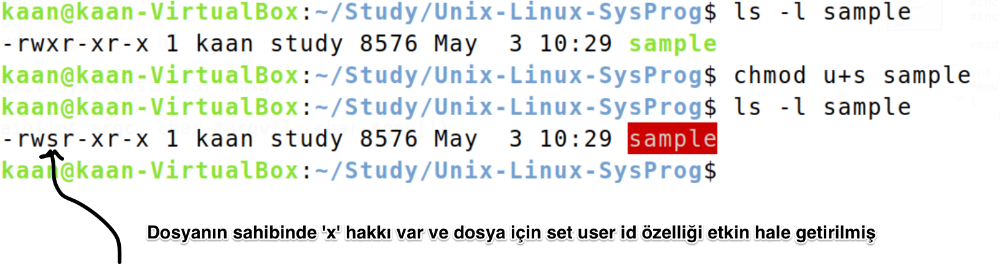 kaan@kaan-VirtualBox:~/Study/Unix-Linux-SysProg$ ls -l sample
-rwxr-xr-x 1 kaan study 8576 May  3 10:29 sample
kaan@kaan-VirtualBox:~/Study/Unix-Linux-SysProg$ chmod u+s sample
kaan@kaan-VirtualBox:~/Study/Unix-Linux-SysProg$ ls -l sample
-rwsr-xr-x 1 kaan study 8576 May  3 10:29 sample
kaan@kaan-VirtualBox:~/Study/Unix-Linux-SysProg$
Dosyanın sahibinde 'x' hakkı var ve dosya için set user id özelliği etkin hale getirilmiş